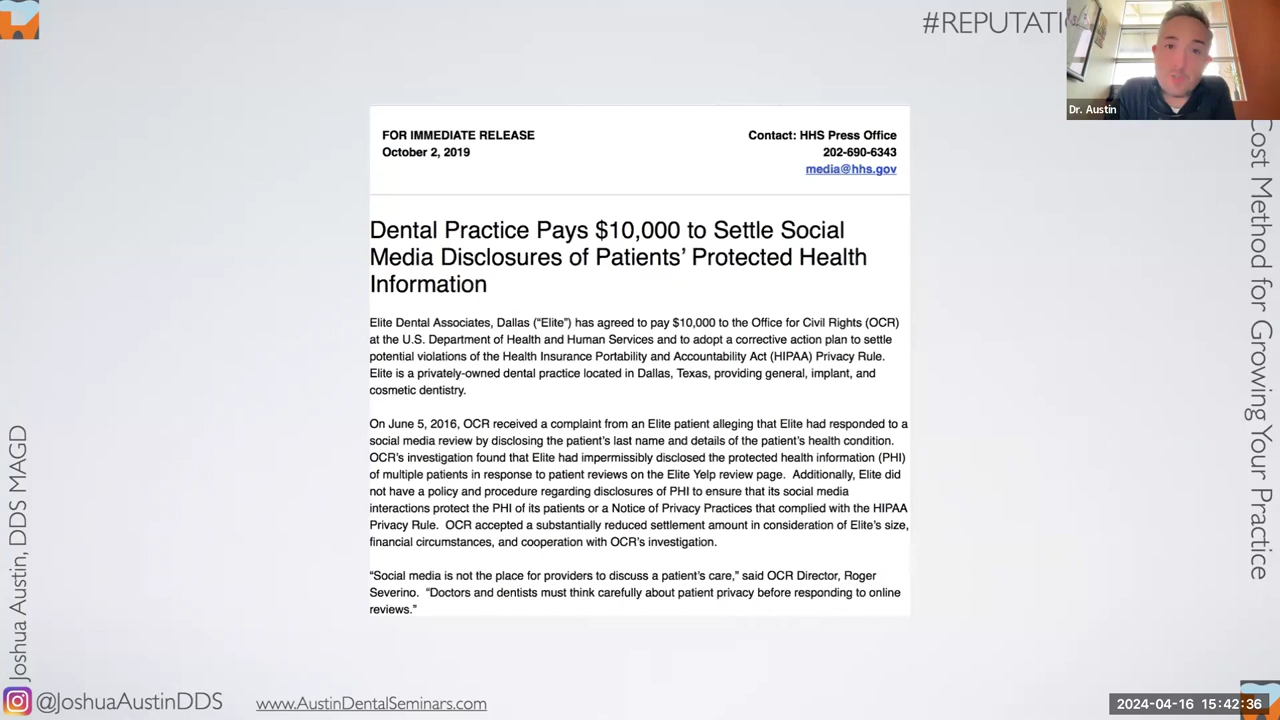 #REPUTATI
Dr. Austin
FOR IMMEDIATE RELEASE
October 2, 2019
Contact: HHS Press Office
202-690-6343
media@hhs.gov
Dental Practice Pays $10,000 to Settle Social
Media Disclosures of Patients’ Protected Health
Information
Elite Dental Associates, Dallas (“Elite”) has agreed to pay $10,000 to the Office for Civil Rights (OCR)
at the U.S. Department of Health and Human Services and to adopt a corrective action plan to settle
potential violations of the Health Insurance Portability and Accountability Act (HIPAA) Privacy Rule.
Elite is a privately-owned dental practice located in Dallas, Texas, providing general, implant, and
cosmetic dentistry.
On June 5, 2016, OCR received a complaint from an Elite patient alleging that Elite had responded to a
social media review by disclosing the patient’s last name and details of the patient’s health condition.
OCR’s investigation found that Elite had impermissibly disclosed the protected health information (PHI)
of multiple patients in response to patient reviews on the Elite Yelp review page.  Additionally, Elite did
not have a policy and procedure regarding disclosures of PHI to ensure that its social media
interactions protect the PHI of its patients or a Notice of Privacy Practices that complied with the HIPAA
Privacy Rule.  OCR accepted a substantially reduced settlement amount in consideration of Elite’s size,
financial circumstances, and cooperation with OCR’s investigation.
“Social media is not the place for providers to discuss a patient’s care,” said OCR Director, Roger
Severino.  “Doctors and dentists must think carefully about patient privacy before responding to online
reviews.”
Joshua Austin, DDS MAGD
Cost Method for Growing Your Practice
@JoshuaAustinDDS
www.AustinDentalSeminars.com
2024-04-16 15:42:36